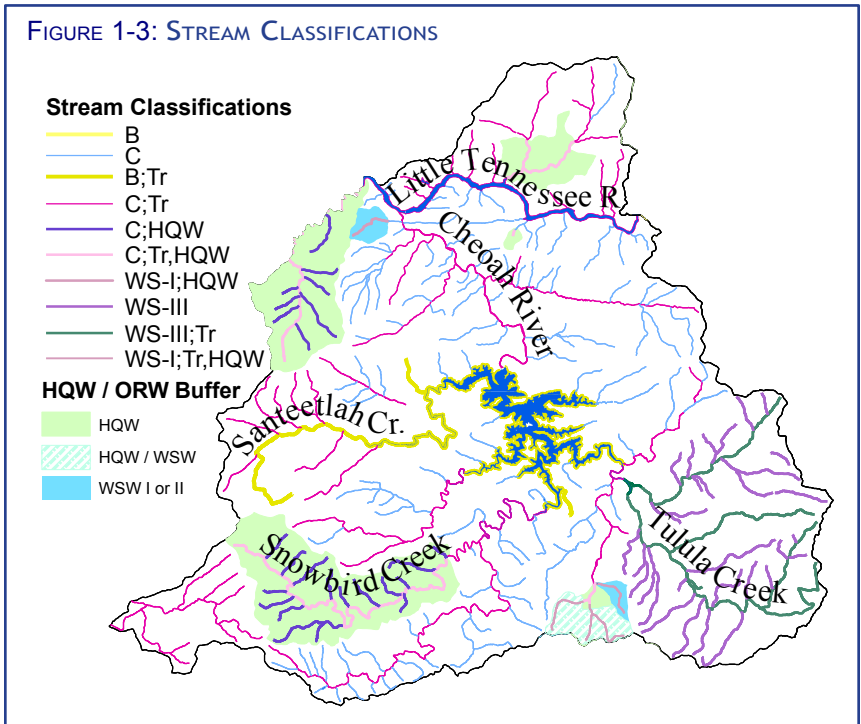 FIGURE 1-3: STREAM CLASSIFICATIONS
Stream Classifications
B
C
B;Tr
C;Tr
C;HQW
C;Tr,HQW
WS-I;HQW
WS-III
WS-III;Tr
WS-I;Tr,HQW
HQW / ORW Buffer
HQW
HQW / WSW
WSW I or II
Little Tennessee R.
Cheoah River
Santeetlah Cr.
Snowbird Creek
Tulula Creek